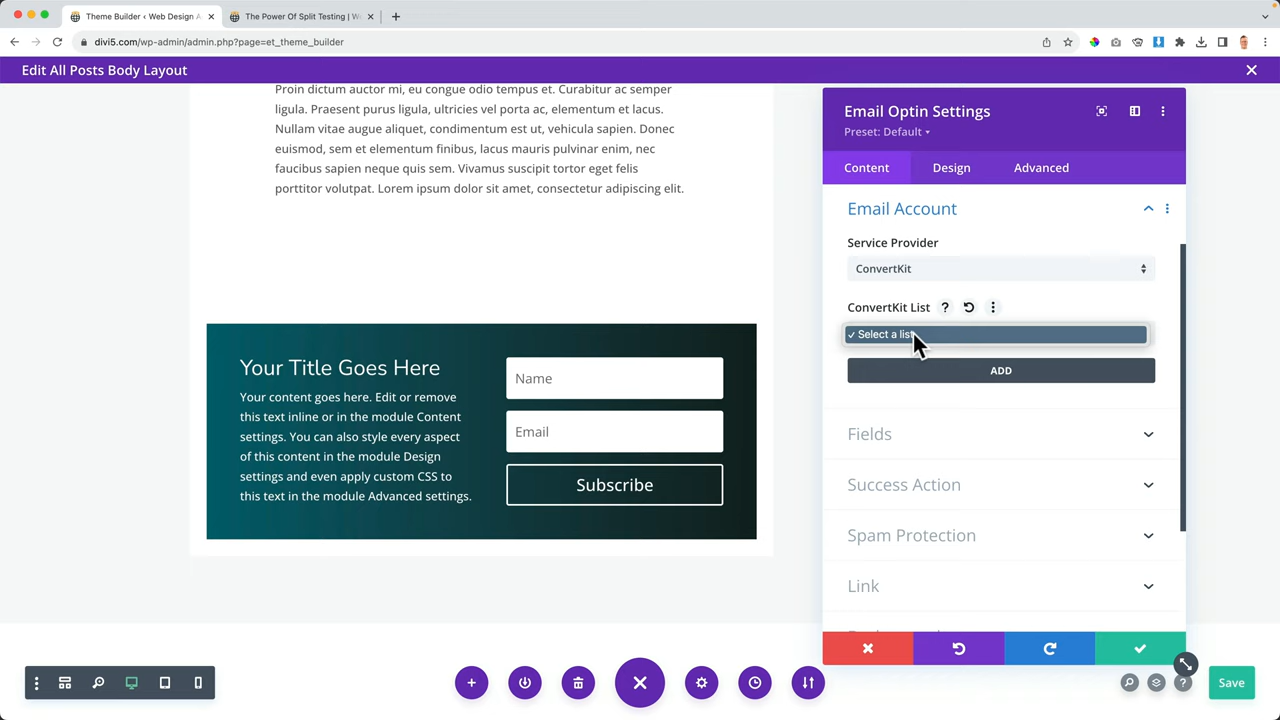 Theme Builder ‹ Web Design A
The Power Of Split Testing | W
divi5.com/wp-admin/admin.php?page=et_theme_builder
Edit All Posts Body Layout
Proin dictum auctor mi, eu congue odio tempus et. Curabitur ac semper
ligula. Praesent purus ligula, ultricies vel porta ac, elementum et lacus.
Nullam vitae augue aliquet, condimentum est ut, vehicula sapien. Donec
euismod, sem et elementum finibus, lacus mauris pulvinar enim, nec
faucibus sapien neque quis sem. Vivamus suscipit tortor eget felis
porttitor volutpat. Lorem ipsum dolor sit amet, consectetur adipiscing elit.
Your Title Goes Here
Your content goes here. Edit or remove
this text inline or in the module Content
settings. You can also style every aspect
of this content in the module Design
settings and even apply custom CSS to
this text in the module Advanced settings.
Name
Email
Subscribe
Email Optin Settings
Preset: Default
Content Design Advanced
Email Account
Service Provider
ConvertKit
ConvertKit List ?
✓ Select a list
ADD
Fields
Success Action
Spam Protection
Link
Save